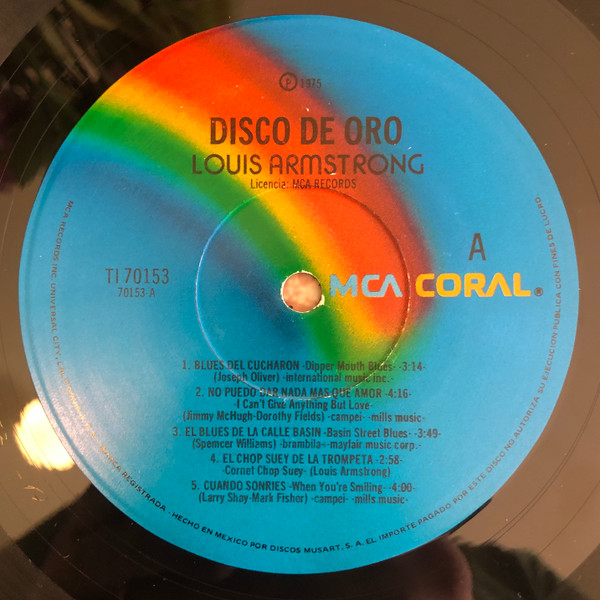 ℗ 1975
DISCO DE ORO
LOUIS ARMSTRONG
Licencia: MCA RECORDS
A
TI 70153
70153 A
MCA CORAL®
1. BLUES DEL CUCHARON -Dipper Mouth Blues- -3:14-
(Joseph Oliver) -international music inc.-
2. NO PUEDO DAR NADA MAS QUE AMOR -4:16-
-I Can't Give Anything But Love-
(Jimmy McHugh-Dorothy Fields) -campei- -mills music-
3. EL BLUES DE LA CALLE BASIN -Basin Street Blues- -3:49-
(Spencer Williams) -brambila- -mayfair music corp.
4. EL CHOP SUEY DE LA TROMPETA -2:58-
-Cornet Chop Suey- (Louis Armstrong)
5. CUANDO SONRIES -When You're Smiling- -4:00-
(Larry Shay-Mark Fisher) -campei- -mills music-
MCA RECORDS INC. UNIVERSAL CITY, REGISTRADA - HECHO EN MEXICO POR DISCOS MUSART, S. A. EL IMPORTE PAGADO POR ESTE DISCO NO AUTORIZA SU EJECUCION PUBLICA CON FINES DE LUCRO.